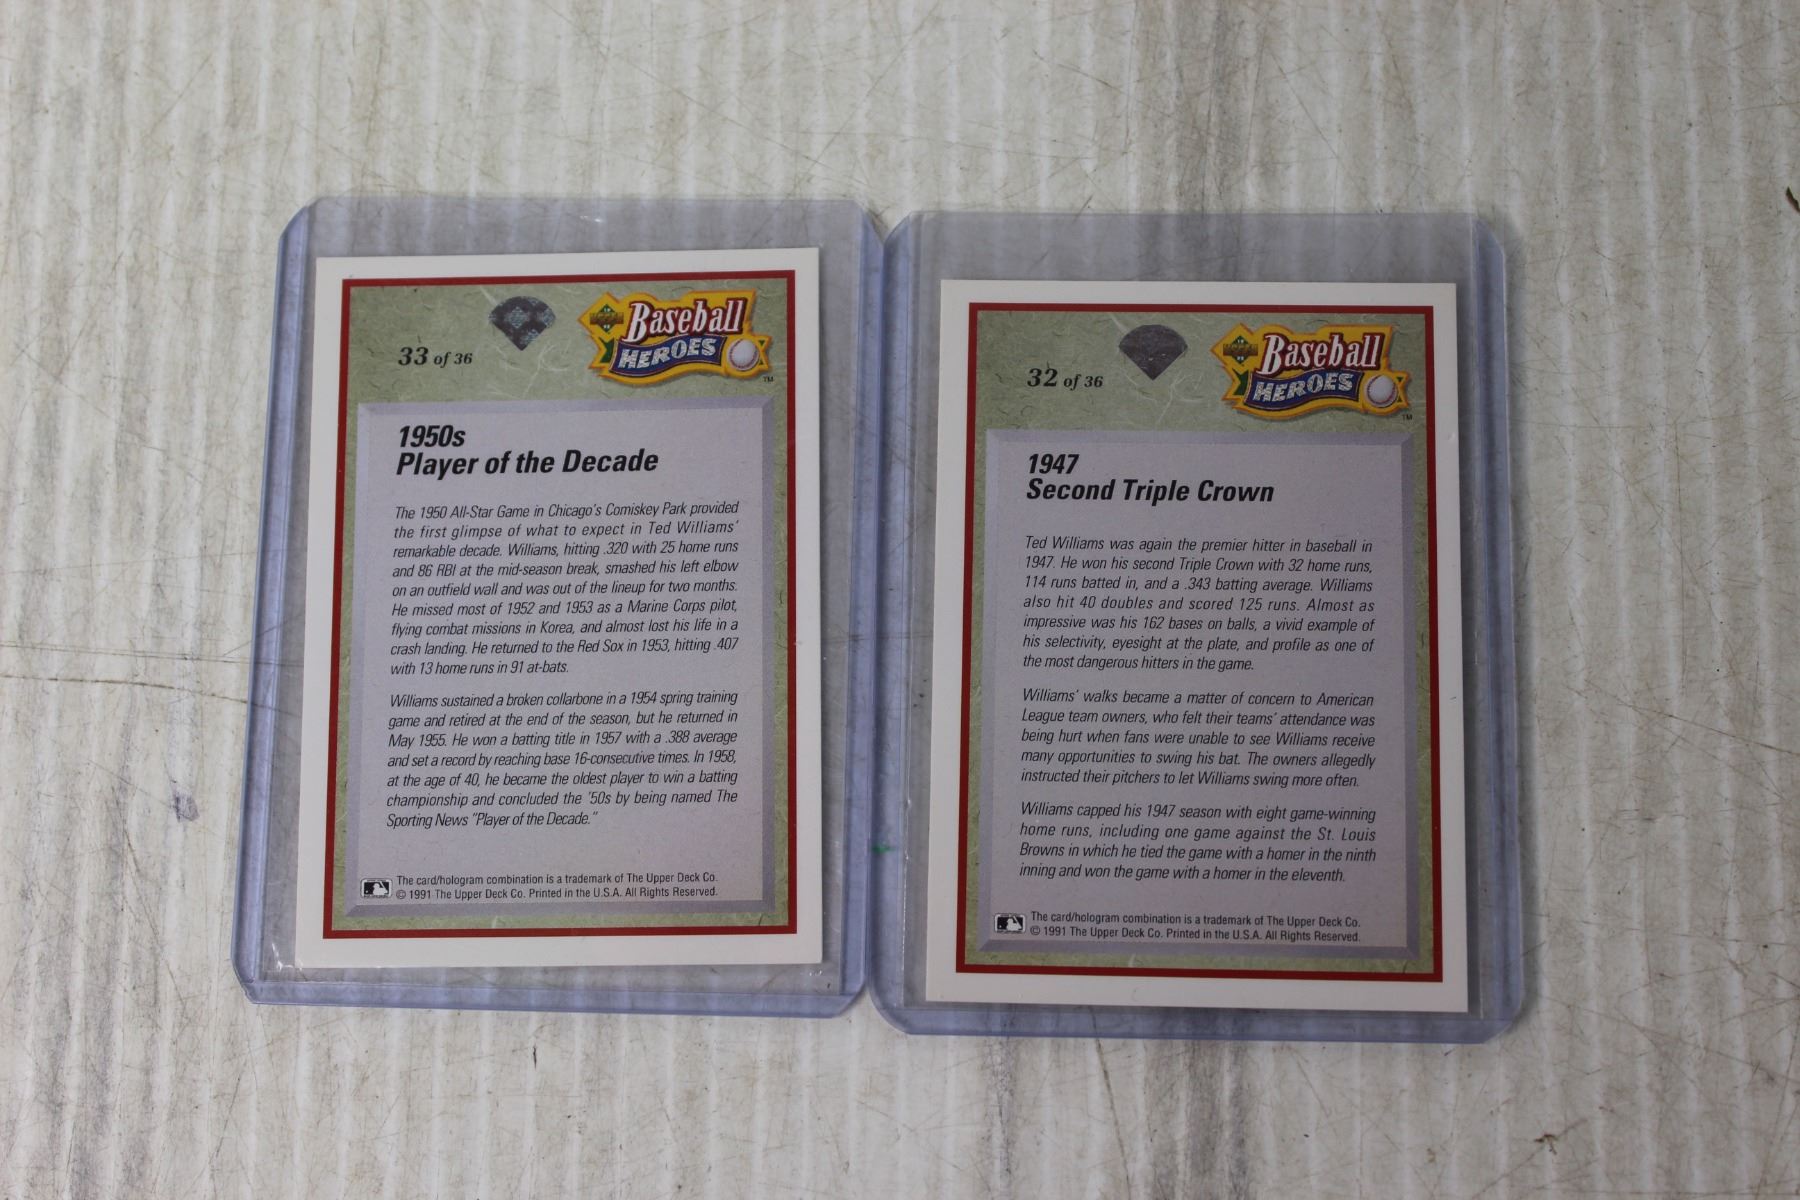 33 of 36
Baseball
HEROES
TM
1950s
Player of the Decade
The 1950 All-Star Game in Chicago's Comiskey Park provided
the first glimpse of what to expect in Ted Williams'
remarkable decade. Williams, hitting .320 with 25 home runs
and 86 RBI at the mid-season break, smashed his left elbow
on an outfield wall and was out of the lineup for two months.
He missed most of 1952 and 1953 as a Marine Corps pilot,
flying combat missions in Korea, and almost lost his life in a
crash landing. He returned to the Red Sox in 1953, hitting .407
with 13 home runs in 91 at-bats.
Williams sustained a broken collarbone in a 1954 spring training
game and retired at the end of the season, but he returned in
May 1955. He won a batting title in 1957 with a .388 average
and set a record by reaching base 16-consecutive times. In 1958,
at the age of 40, he became the oldest player to win a batting
championship and concluded the '50s by being named The
Sporting News "Player of the Decade."
The card/hologram combination is a trademark of The Upper Deck Co.
© 1991 The Upper Deck Co. Printed in the U.S.A. All Rights Reserved.
32 of 36
Baseball
HEROES
TM
1947
Second Triple Crown
Ted Williams was again the premier hitter in baseball in
1947. He won his second Triple Crown with 32 home runs,
114 runs batted in, and a .343 batting average. Williams
also hit 40 doubles and scored 125 runs. Almost as
impressive was his 162 bases on balls, a vivid example of
his selectivity, eyesight at the plate, and profile as one of
the most dangerous hitters in the game.
Williams' walks became a matter of concern to American
League team owners, who felt their teams' attendance was
being hurt when fans were unable to see Williams receive
many opportunities to swing his bat. The owners allegedly
instructed their pitchers to let Williams swing more often.
Williams capped his 1947 season with eight game-winning
home runs, including one game against the St. Louis
Browns in which he tied the game with a homer in the ninth
inning and won the game with a homer in the eleventh.
The card/hologram combination is a trademark of The Upper Deck Co.
© 1991 The Upper Deck Co. Printed in the U.S.A. All Rights Reserved.